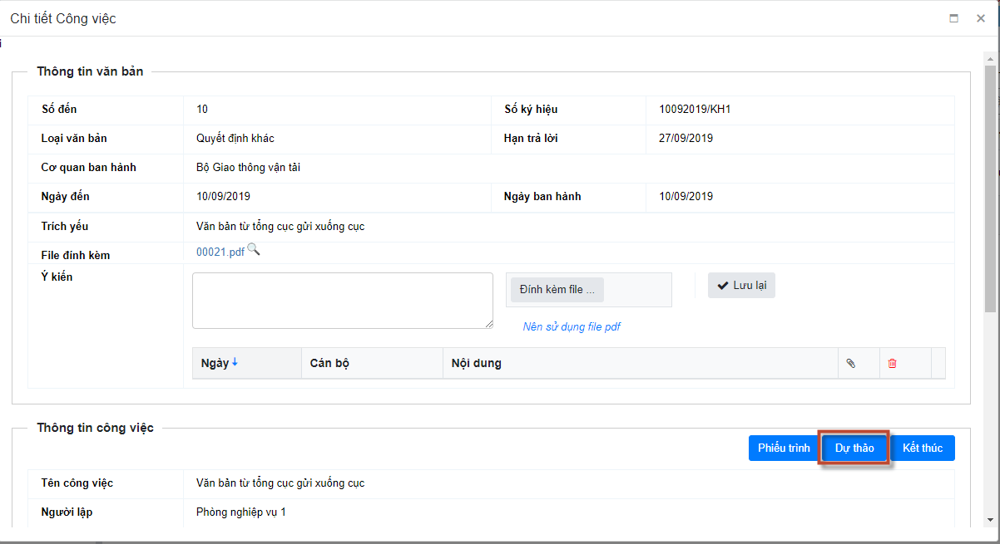 Chi tiết Công việc
i
Thông tin văn bản
Số đến 10 Số ký hiệu 10092019/KH1
Loại văn bản Quyết định khác Hạn trả lời 27/09/2019
Cơ quan ban hành Bộ Giao thông vận tải
Ngày đến 10/09/2019 Ngày ban hành 10/09/2019
Trích yếu Văn bản từ tổng cục gửi xuống cục
File đính kèm 00021.pdf
Ý kiến Đính kèm file ... Lưu lại
Nên sử dụng file pdf
Ngày Cán bộ Nội dung
Thông tin công việc
Phiếu trình Dự thảo Kết thúc
Tên công việc Văn bản từ tổng cục gửi xuống cục
Người lập Phòng nghiệp vụ 1